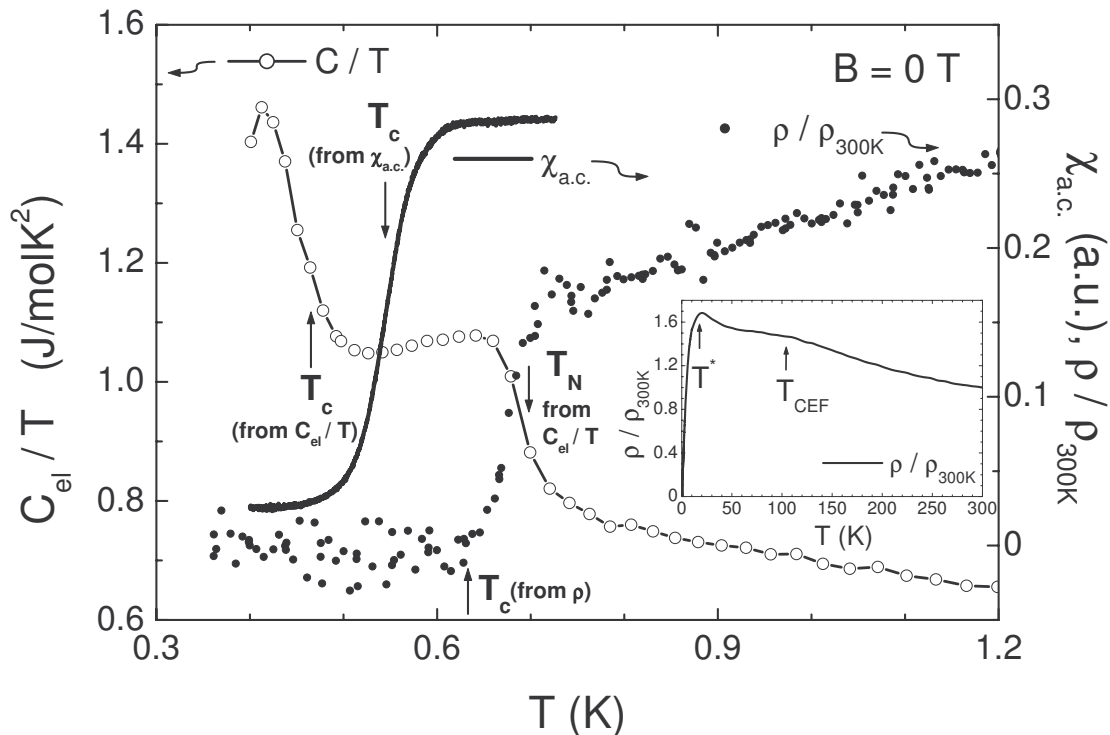 C / T
B = 0 T
T_c
(from χ_a.c.)
χ_a.c.
ρ / ρ_300K
T_c
(from C_el / T)
T_N
from
C_el / T
T_c (from ρ)
C_el / T (J/molK²)
1.6
1.4
1.2
1.0
0.8
0.6
0.3
0.6
0.9
1.2
T (K)
0.3
0.2
0.1
0
χ_a.c. (a.u.), ρ / ρ_300K
ρ / ρ_300K
1.6
1.2
0.8
0.4
0
T*
T_CEF
ρ / ρ_300K
0
50
100
150
200
250
300
T (K)